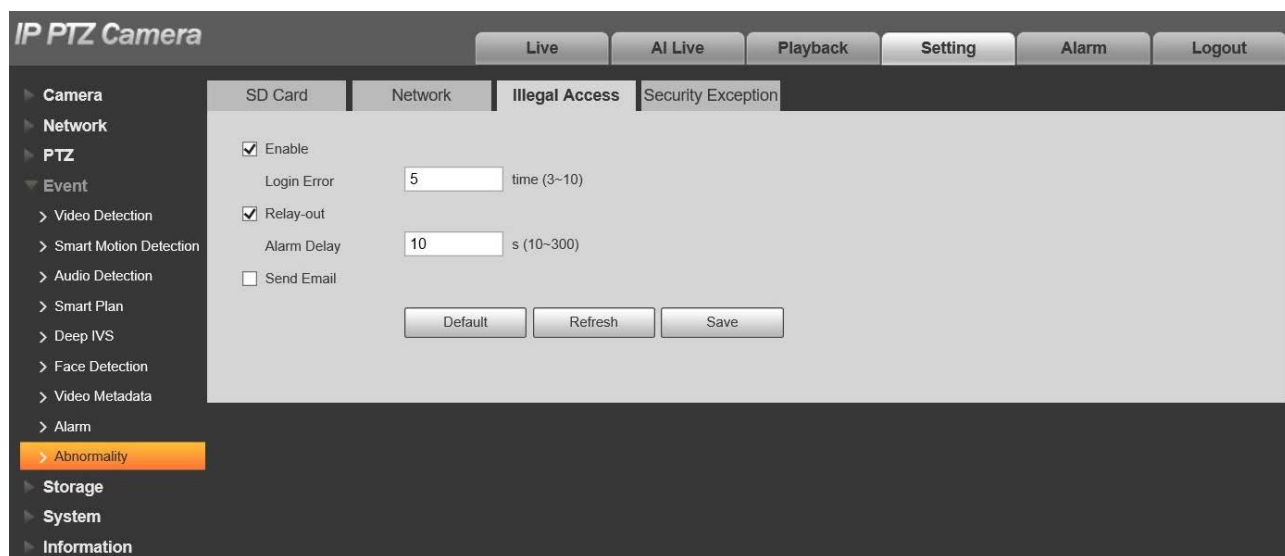 IP PTZ Camera
Live
AI Live
Playback
Setting
Alarm
Logout
Camera
Network
PTZ
Event
Video Detection
Smart Motion Detection
Audio Detection
Smart Plan
Deep IVS
Face Detection
Video Metadata
Alarm
Abnormality
Storage
System
Information
SD Card
Network
Illegal Access
Security Exception
Enable
Login Error 5 time (3~10)
Relay-out
Alarm Delay 10 s (10~300)
Send Email
Default
Refresh
Save